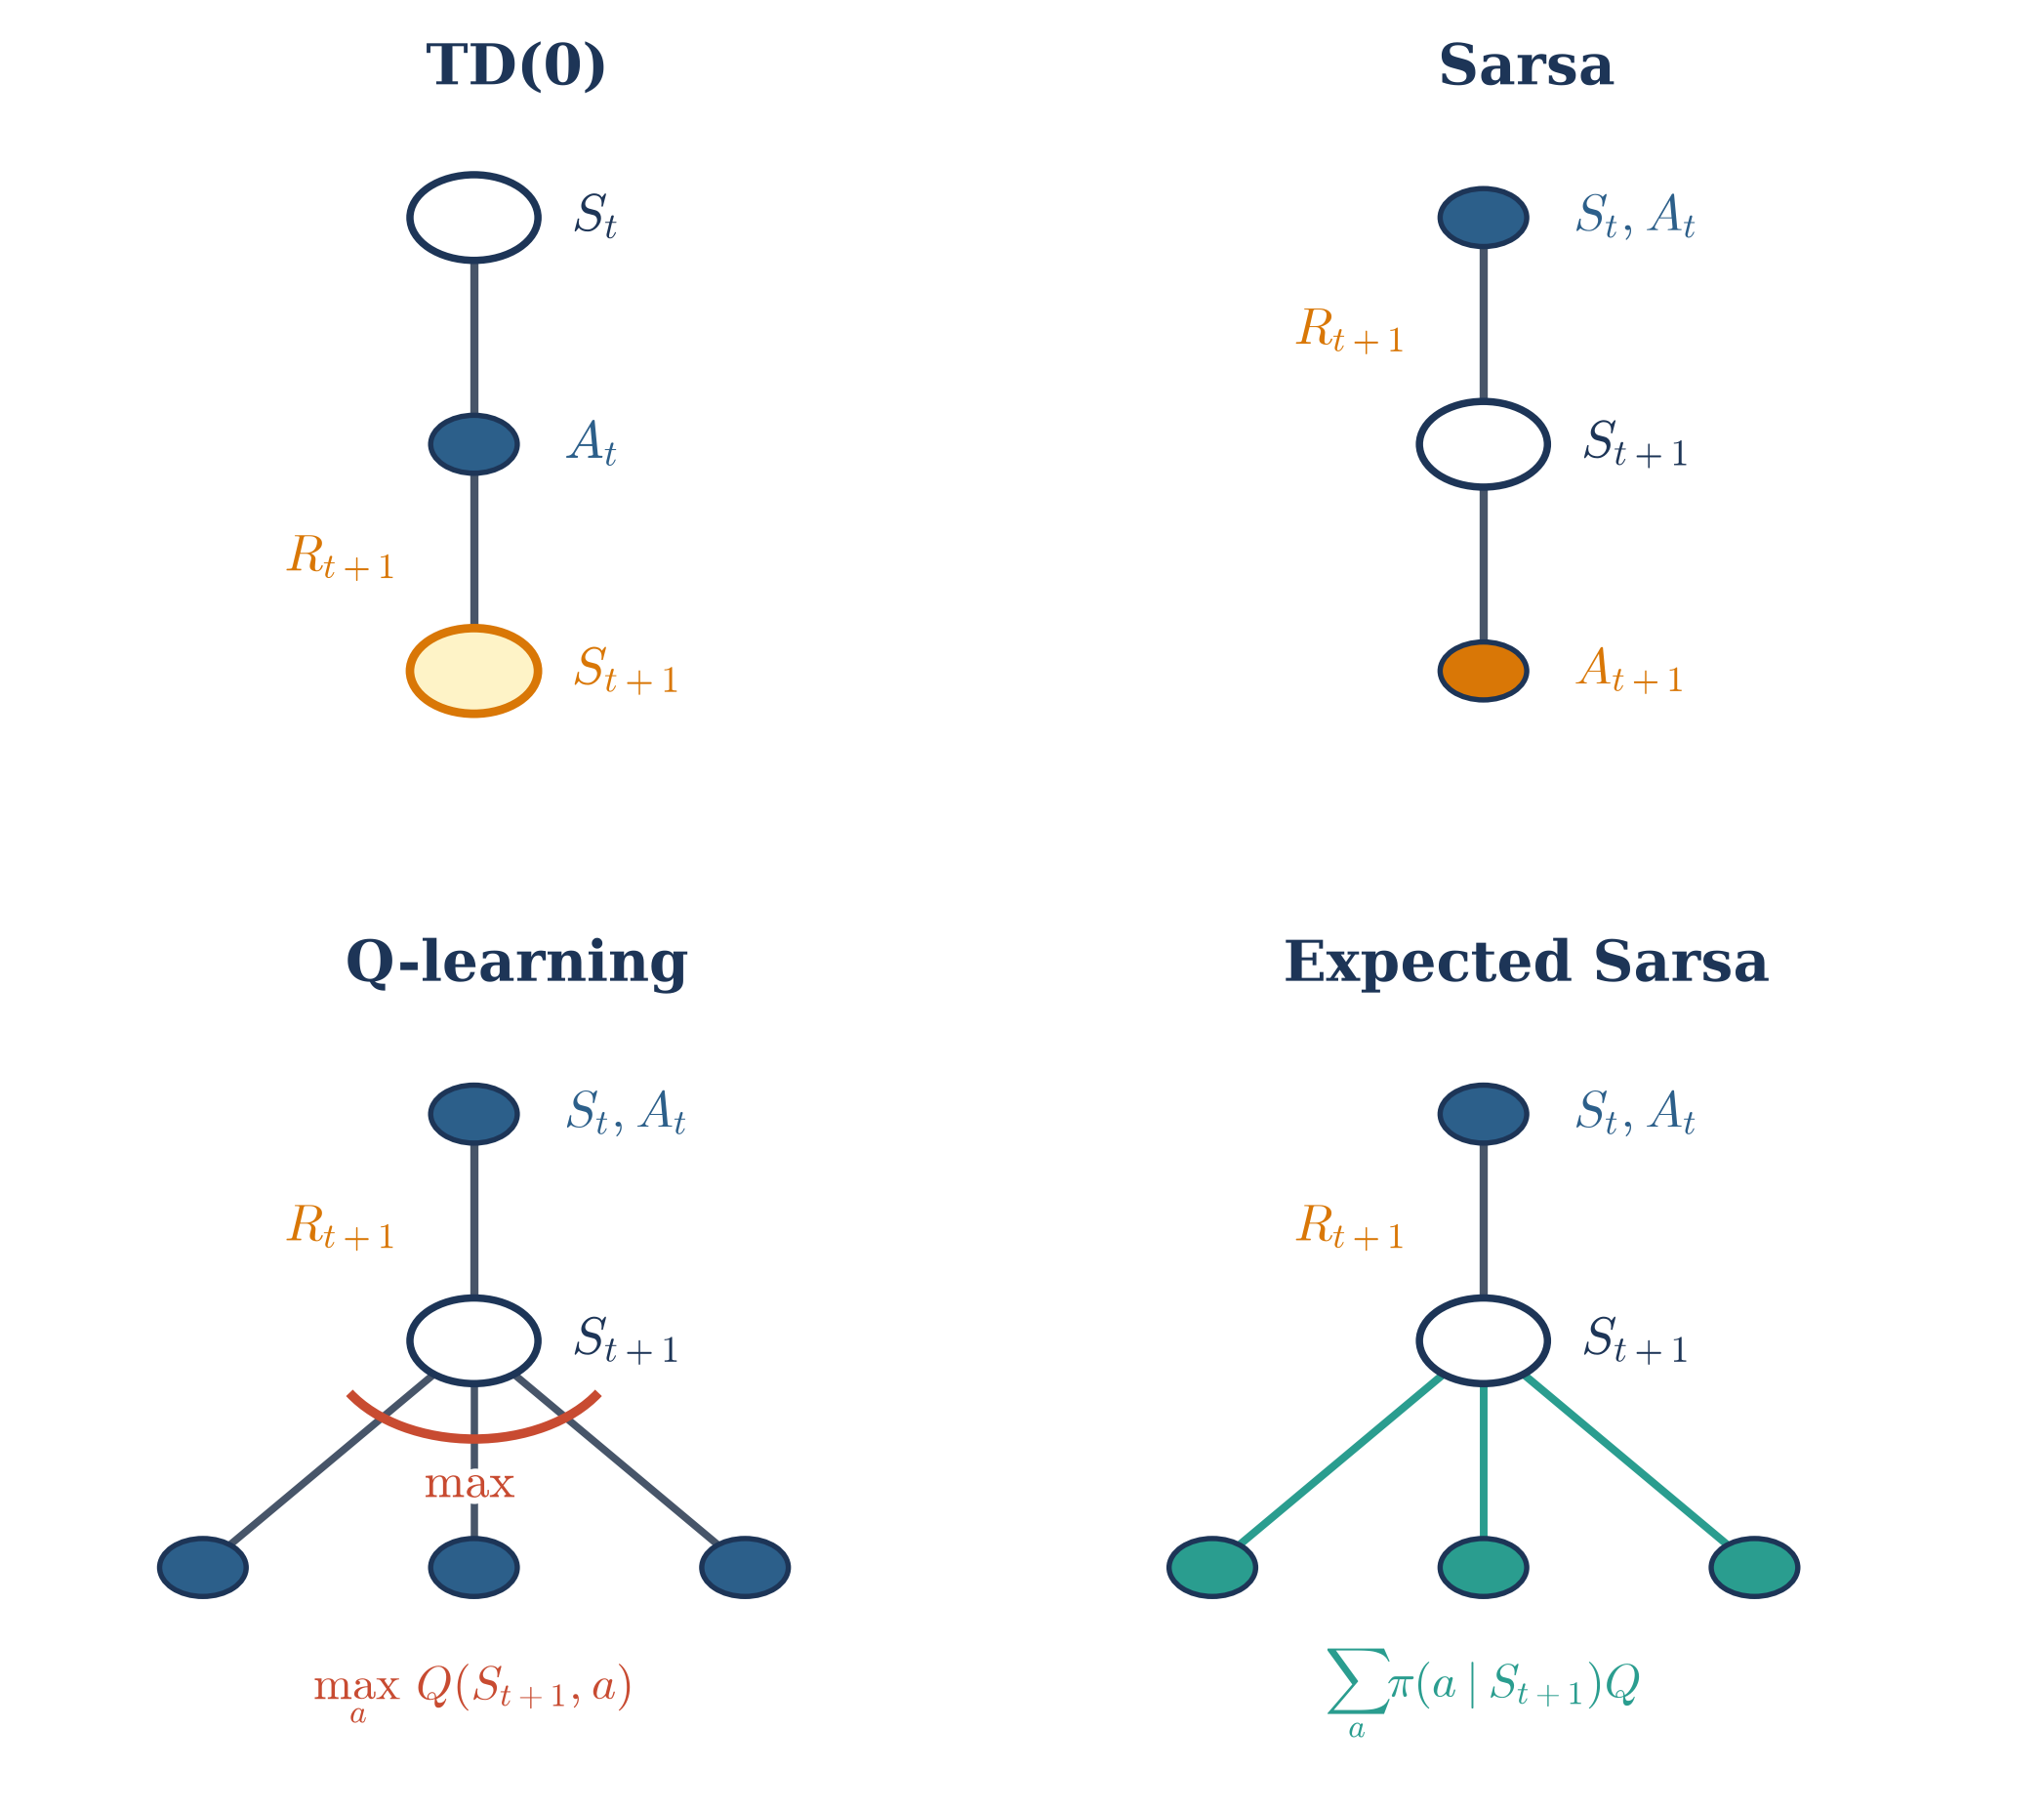 TD(0)
S_t
A_t
R_{t+1}
S_{t+1}
Sarsa
S_t, A_t
R_{t+1}
S_{t+1}
A_{t+1}
Q-learning
S_t, A_t
R_{t+1}
S_{t+1}
max
max_a Q(S_{t+1}, a)
Expected Sarsa
S_t, A_t
R_{t+1}
S_{t+1}
∑_a π(a | S_{t+1})Q